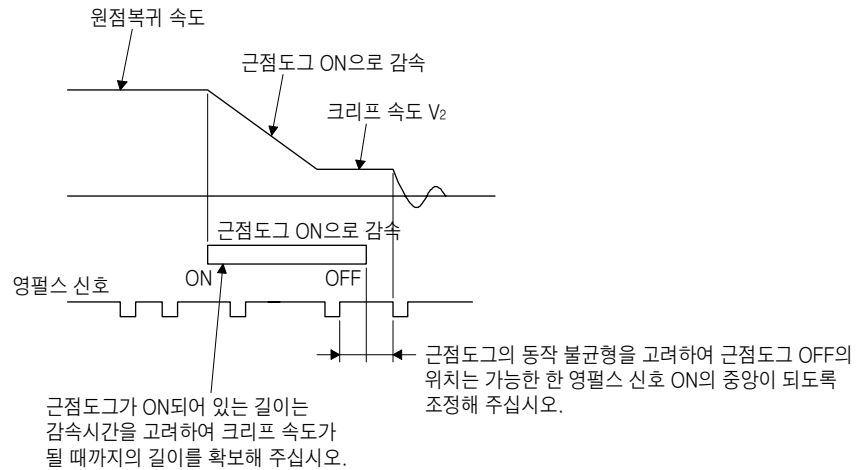 원점복귀 속도
근점도그 ON으로 감속
크리프 속도 V2
근점도그 ON으로 감속
ON
OFF
영펄스 신호
근점도그의 동작 불균형을 고려하여 근점도그 OFF의
위치는 가능한 한 영펄스 신호 ON의 중앙이 되도록
조정해 주십시오.
근점도그가 ON되어 있는 길이는
감속시간을 고려하여 크리프 속도가
될 때까지의 길이를 확보해 주십시오.